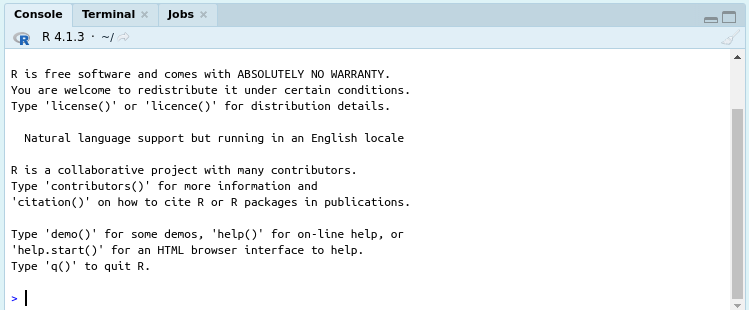 Console Terminal Jobs
R R 4.1.3 · ~/
R is free software and comes with ABSOLUTELY NO WARRANTY.
You are welcome to redistribute it under certain conditions.
Type 'license()' or 'licence()' for distribution details.
Natural language support but running in an English locale
R is a collaborative project with many contributors.
Type 'contributors()' for more information and
'citation()' on how to cite R or R packages in publications.
Type 'demo()' for some demos, 'help()' for on-line help, or
'help.start()' for an HTML browser interface to help.
Type 'q()' to quit R.
>